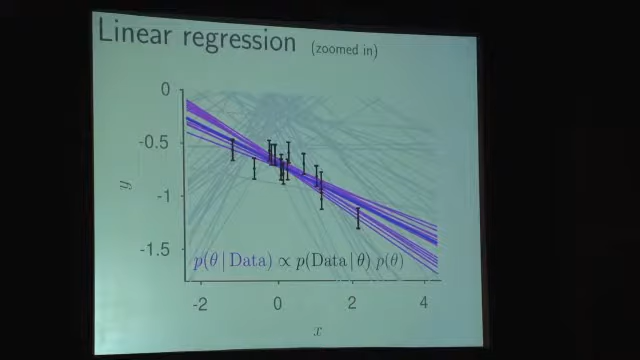 Linear regression (zoomed in)
0
-0.5
-1
-1.5
y
p(θ | Data) ∝ p(Data | θ) p(θ)
-2 0 2 4
x